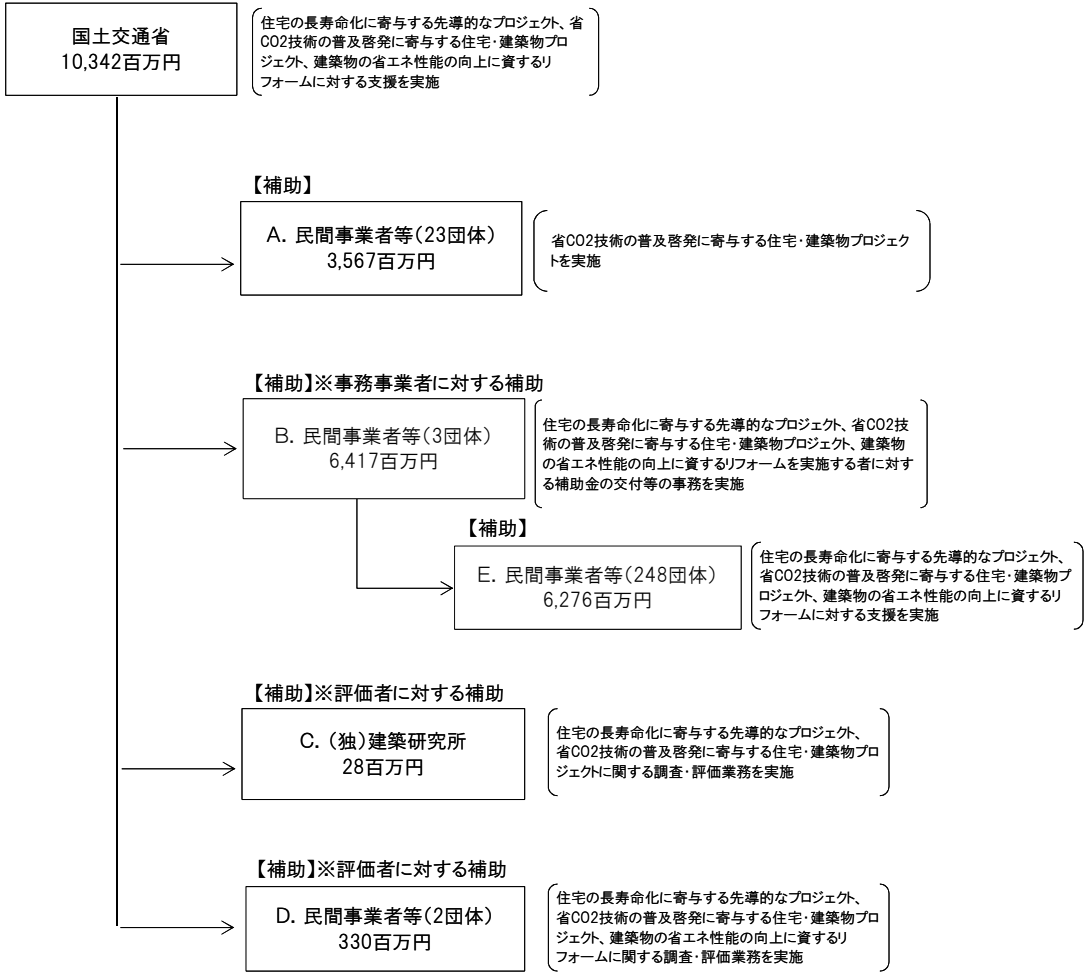 国土交通省
10,342百万円
住宅の長寿命化に寄与する先導的なプロジェクト、省
CO2技術の普及啓発に寄与する住宅・建築物プロ
ジェクト、建築物の省エネ性能の向上に資するリ
フォームに対する支援を実施
【補助】
A. 民間事業者等(23団体)
3,567百万円
省CO2技術の普及啓発に寄与する住宅・建築物プロジェク
トを実施
【補助】※事務事業者に対する補助
B. 民間事業者等(3団体)
6,417百万円
住宅の長寿命化に寄与する先導的なプロジェクト、省CO2技
術の普及啓発に寄与する住宅・建築物プロジェクト、建築物
の省エネ性能の向上に資するリフォームを実施する者に対す
る補助金の交付等の事務を実施
【補助】
E. 民間事業者等(248団体)
6,276百万円
住宅の長寿命化に寄与する先導的なプロジェクト、
省CO2技術の普及啓発に寄与する住宅・建築物プ
ロジェクト、建築物の省エネ性能の向上に資するリ
フォームに対する支援を実施
【補助】※評価者に対する補助
C. (独)建築研究所
28百万円
住宅の長寿命化に寄与する先導的なプロジェクト、
省CO2技術の普及啓発に寄与する住宅・建築物プロ
ジェクトに関する調査・評価業務を実施
【補助】※評価者に対する補助
D. 民間事業者等(2団体)
330百万円
住宅の長寿命化に寄与する先導的なプロジェクト、
省CO2技術の普及啓発に寄与する住宅・建築物プロ
ジェクト、建築物の省エネ性能の向上に資するリ
フォームに関する調査・評価業務を実施